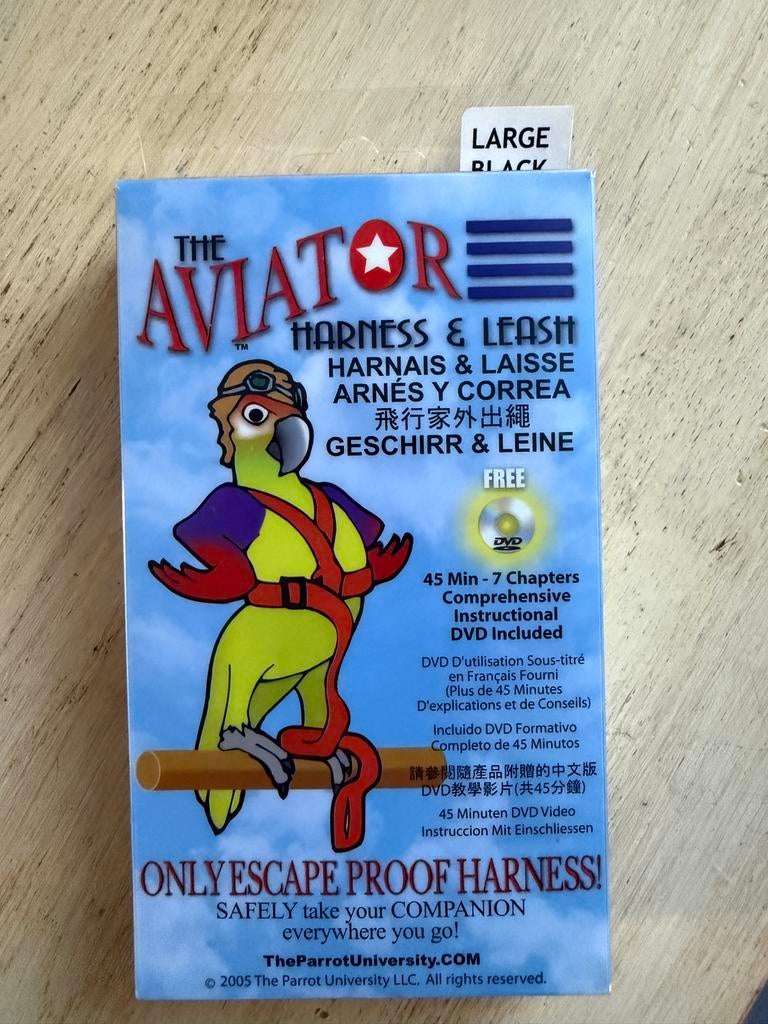 LARGE
BLACK
THE
AVIATOR
™
HARNESS & LEASH
HARNAIS & LAISSE
ARNÉS Y CORREA
飛行家外出繩
GESCHIRR & LEINE
FREE
DVD
45 Min - 7 Chapters
Comprehensive
Instructional
DVD Included
DVD D'utilisation Sous-titré
en Français Fourni
(Plus de 45 Minutes
D'explications et de Conseils)
Incluido DVD Formativo
Completo de 45 Minutos
請參閱隨產品附贈的中文版
DVD教學影片(共45分鐘)
45 Minuten DVD Video
Instruccion Mit Einschliessen
ONLY ESCAPE PROOF HARNESS!
SAFELY take your COMPANION
everywhere you go!
TheParrotUniversity.COM
© 2005 The Parrot University LLC, All rights reserved.